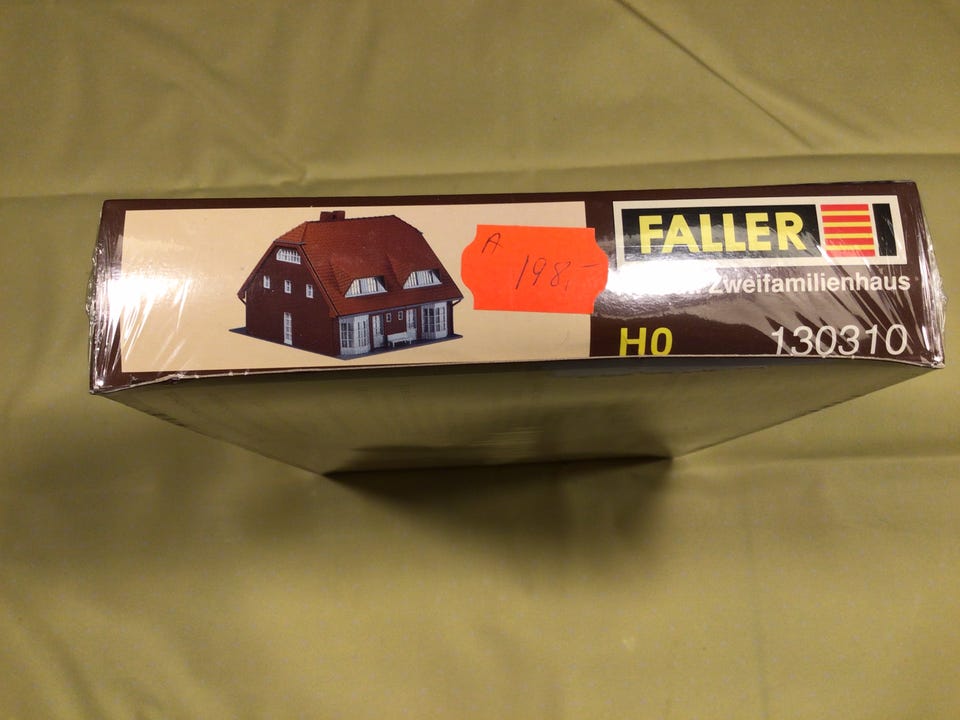 A
198,-
FALLER
Zweifamilienhaus
H0
130310